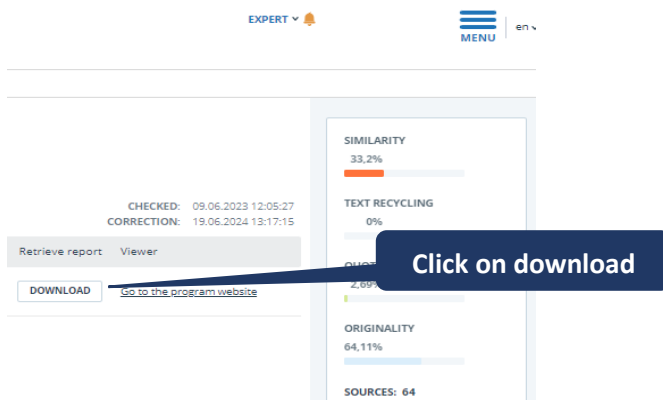 EXPERT
MENU
en
SIMILARITY
33,2%
CHECKED: 09.06.2023 12:05:27
CORRECTION: 19.06.2024 13:17:15
TEXT RECYCLING
0%
Retrieve report Viewer
Click on download
DOWNLOAD
Go to the program website
2,69%
ORIGINALITY
64,11%
SOURCES: 64